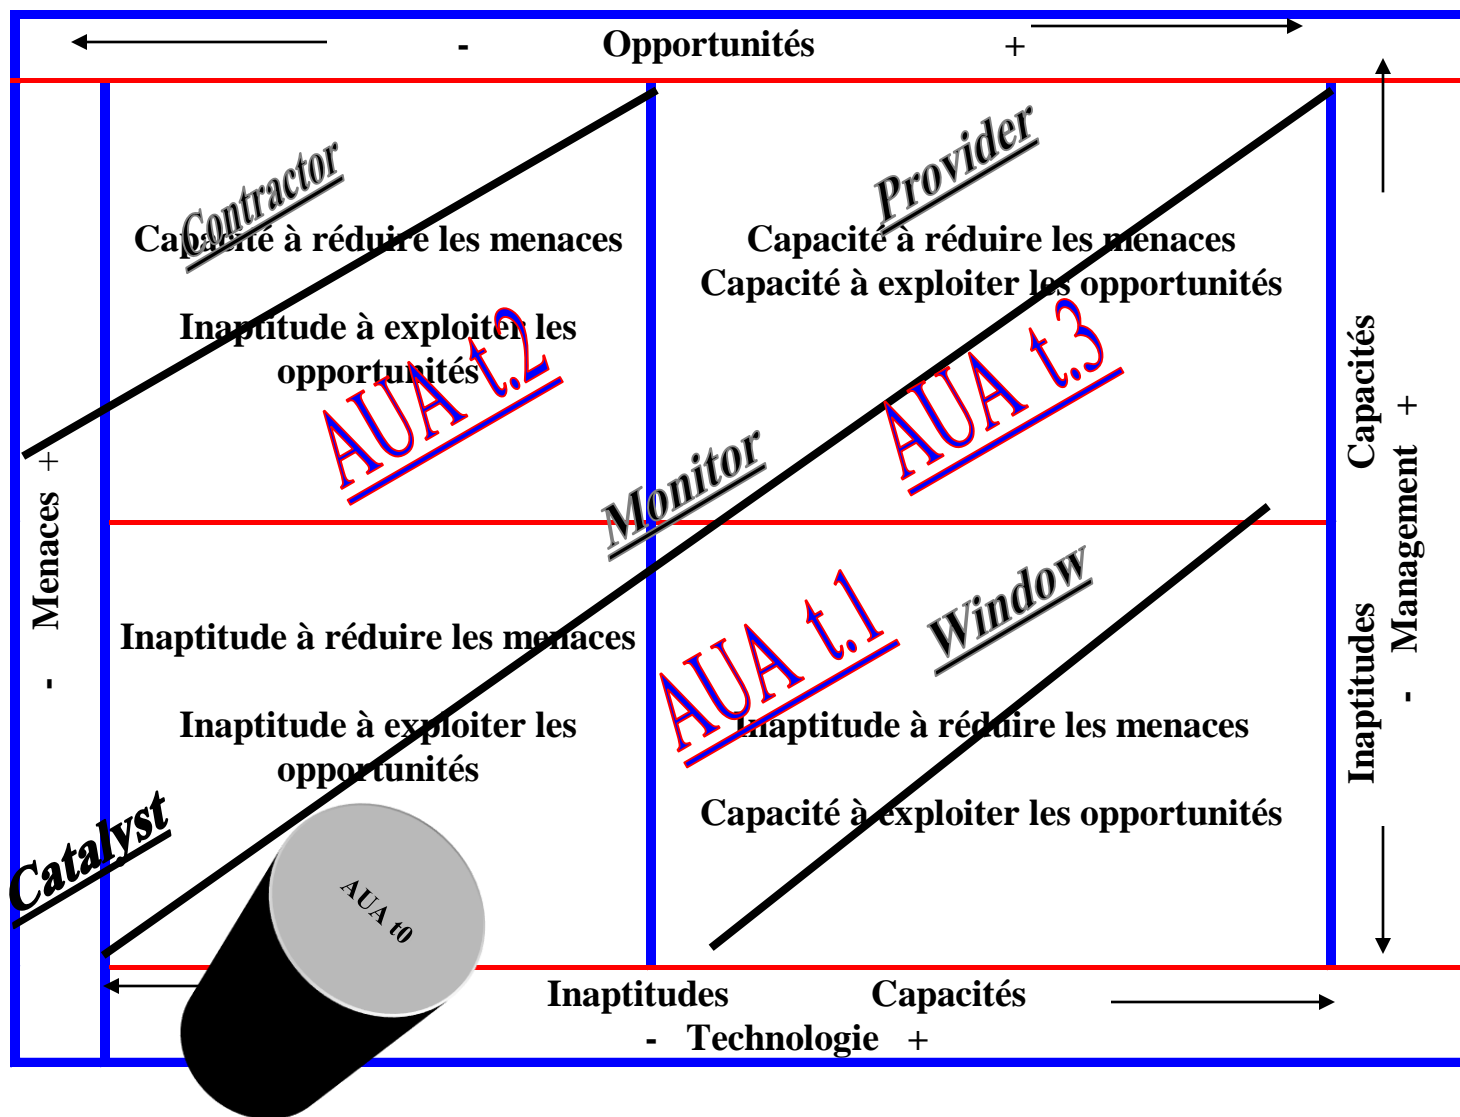 - Opportunités +
Contractor
Capacité à réduire les menaces
Inaptitude à exploiter les
opportunités
AUA t.2
Provider
Capacité à réduire les menaces
Capacité à exploiter les opportunités
AUA t.3
Monitor
- Menaces +
Inaptitudes Capacités
- Management +
Inaptitude à réduire les menaces
Inaptitude à exploiter les
opportunités
Catalyst
AUA t0
AUA t.1
Window
Inaptitude à réduire les menaces
Capacité à exploiter les opportunités
Inaptitudes Capacités
- Technologie +